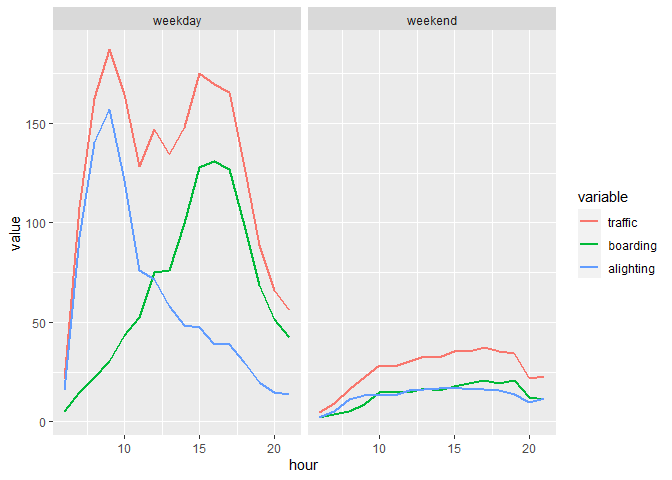 weekday weekend
150
100
50
0
value
10 15 20 10 15 20
hour
variable
traffic
boarding
alighting